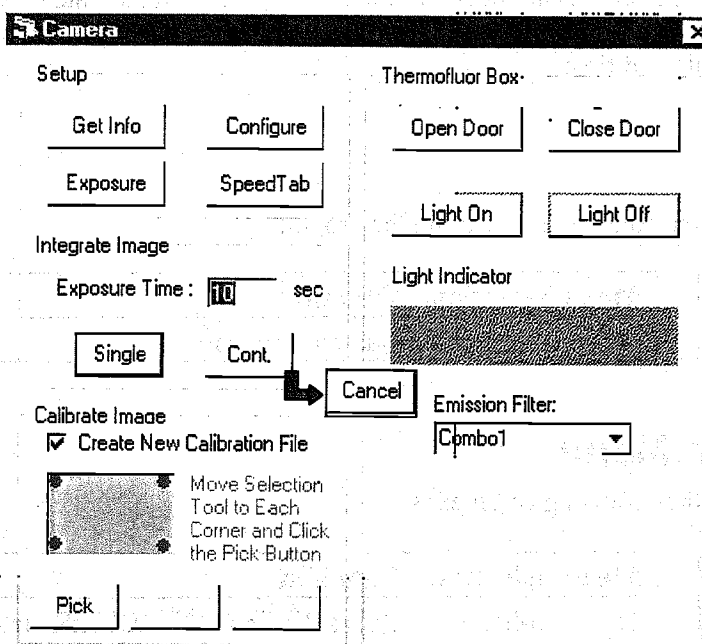 Camera
Setup
Get Info
Configure
Exposure
SpeedTab
Integrate Image
Exposure Time : 10 sec
Single
Cont.
Cancel
Calibrate Image
Create New Calibration File
Move Selection
Tool to Each
Corner and Click
the Pick Button
Pick
Thermofluor Box
Open Door
Close Door
Light On
Light Off
Light Indicator
Emission Filter:
Combo1